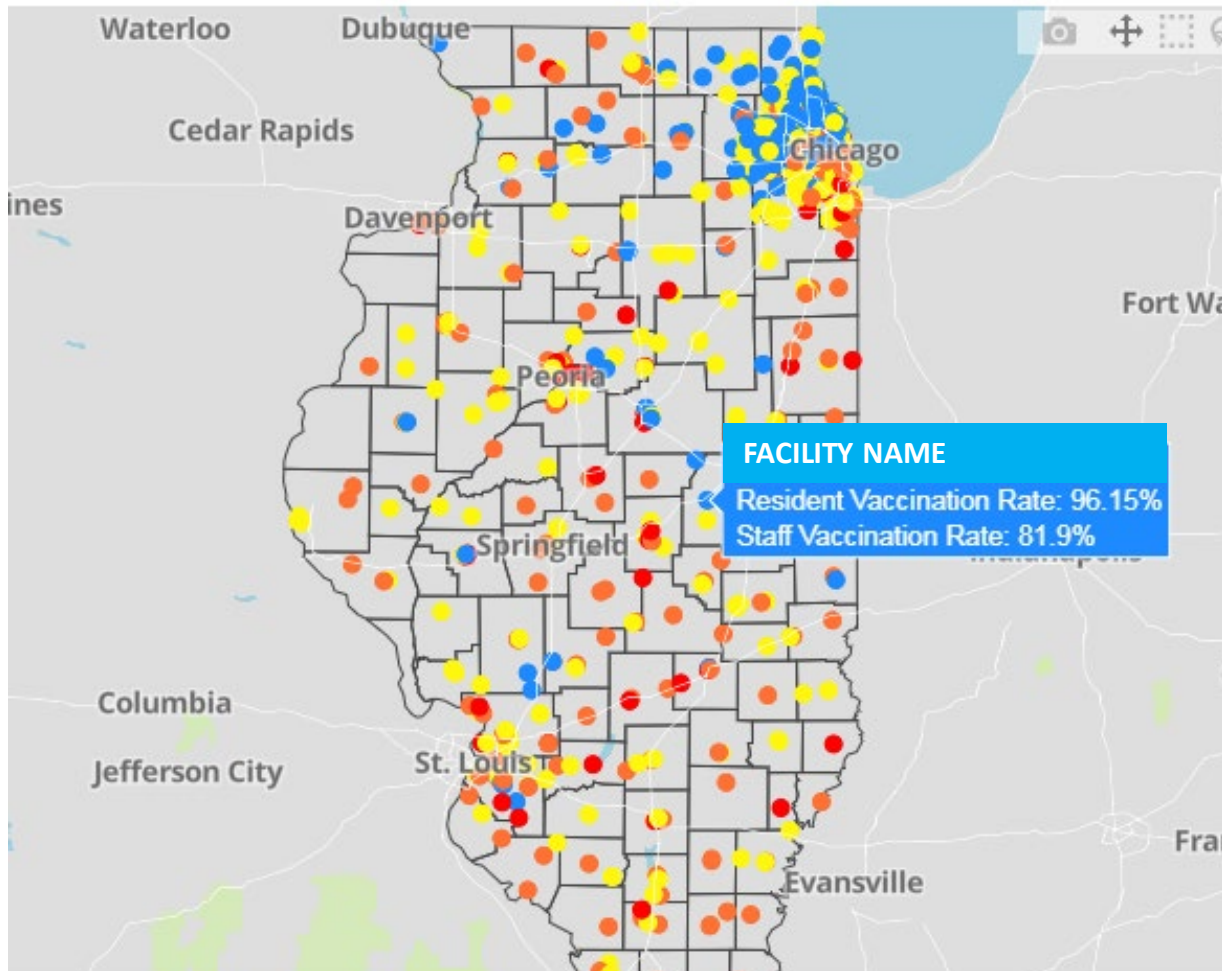 Waterloo
Dubuque
Cedar Rapids
Chicago
ines
Davenport
Fort Wa
Peoria
FACILITY NAME
Resident Vaccination Rate: 96.15%
Staff Vaccination Rate: 81.9%
Springfield
Indianapolis
Columbia
Jefferson City
St. Louis
Fra
Evansville